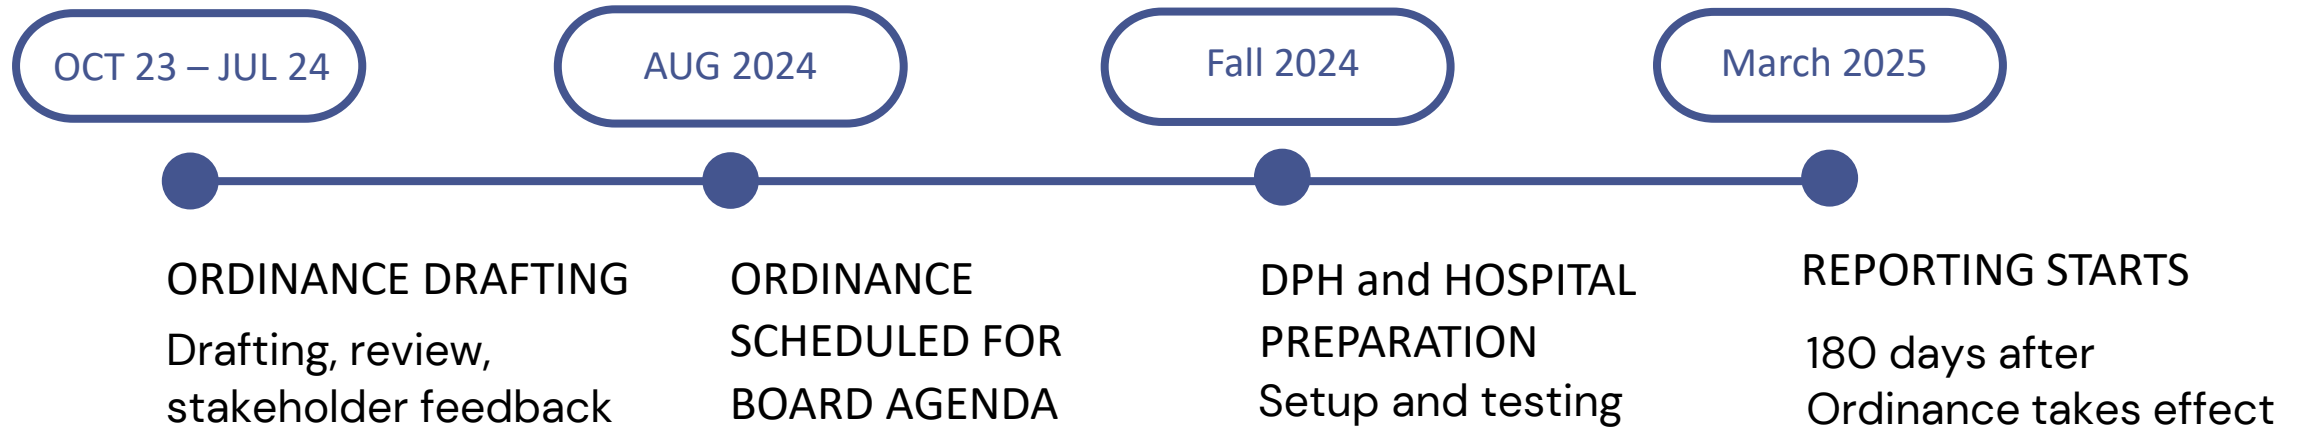 OCT 23 – JUL 24
AUG 2024
Fall 2024
March 2025
ORDINANCE DRAFTING
Drafting, review,
stakeholder feedback
ORDINANCE
SCHEDULED FOR
BOARD AGENDA
DPH and HOSPITAL
PREPARATION
Setup and testing
REPORTING STARTS
180 days after
Ordinance takes effect